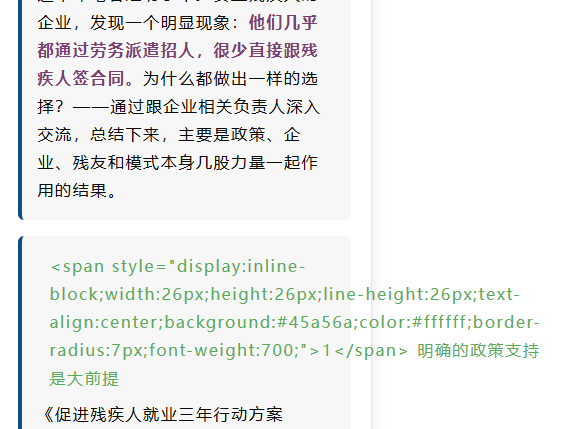 企业，发现一个明显现象：他们几乎
都通过劳务派遣招人，很少直接跟残
疾人签合同。为什么都做出一样的选
择？——通过跟企业相关负责人深入
交流，总结下来，主要是政策、企
业、残友和模式本身几股力量一起作
用的结果。
<span style="display:inline-
block;width:26px;height:26px;line-height:26px;text-
align:center;background:#45a56a;color:#ffffff;border-
radius:7px;font-weight:700;">1</span> 明确的政策支持
是大前提
《促进残疾人就业三年行动方案